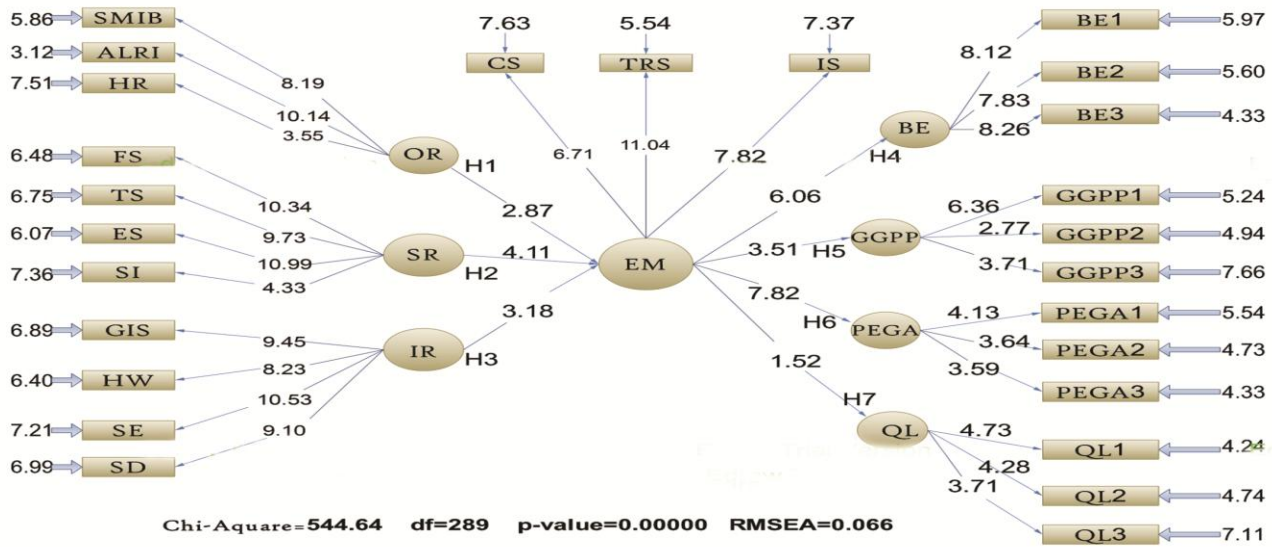 5.86 SMIB
3.12 ALRI
7.51 HR
8.19
10.14
3.55
OR
H1
2.87
6.48 FS
6.75 TS
6.07 ES
7.36 SI
10.34
9.73
10.99
4.33
SR
H2
4.11
6.89 GIS
6.40 HW
7.21 SE
6.99 SD
9.45
8.23
10.53
9.10
IR
H3
3.18
7.63 5.54 7.37
CS TRS IS
6.71 11.04 7.82
EM
6.06
H4
BE
8.12
7.83
8.26
BE1 5.97
BE2 5.60
BE3 4.33
3.51
H5
GGPP
6.36
2.77
3.71
GGPP1 5.24
GGPP2 4.94
GGPP3 7.66
7.82
H6
PEGA
4.13
3.64
3.59
PEGA1 5.54
PEGA2 4.73
PEGA3 4.33
1.52
H7
QL
4.73
4.28
3.71
QL1 4.24
QL2 4.74
QL3 7.11
Chi-Aquare=544.64 df=289 p-value=0.00000 RMSEA=0.066